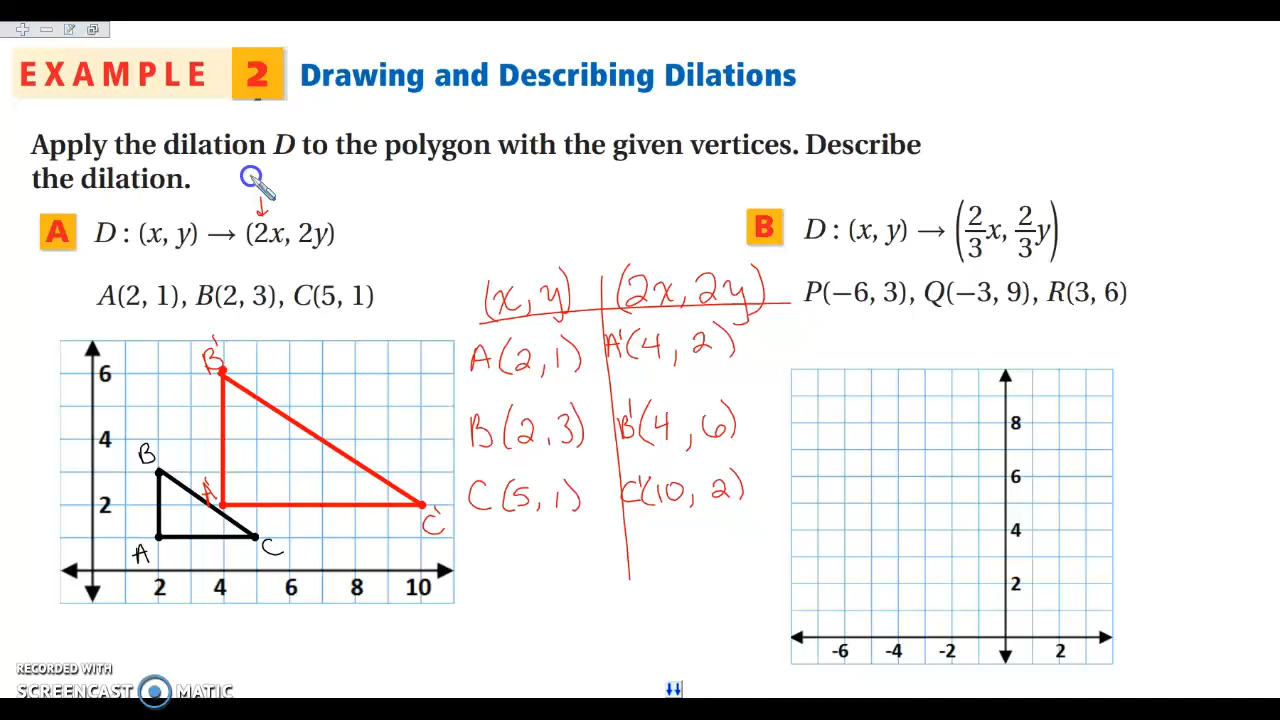 EXAMPLE 2 Drawing and Describing Dilations
Apply the dilation D to the polygon with the given vertices. Describe
the dilation.
A D : (x, y) → (2x, 2y)
A(2, 1), B(2, 3), C(5, 1)
B D : (x, y) → (2/3x, 2/3y)
P(−6, 3), Q(−3, 9), R(3, 6)
(x, y) (2x, 2y)
A(2, 1) A'(4, 2)
B(2, 3) B'(4, 6)
C(5, 1) C'(10, 2)
B'
6
4
B
2
A'
C'
A
C
2 4 6 8 10
8
6
4
2
-6 -4 -2 2
RECORDED WITH
SCREENCAST MATIC